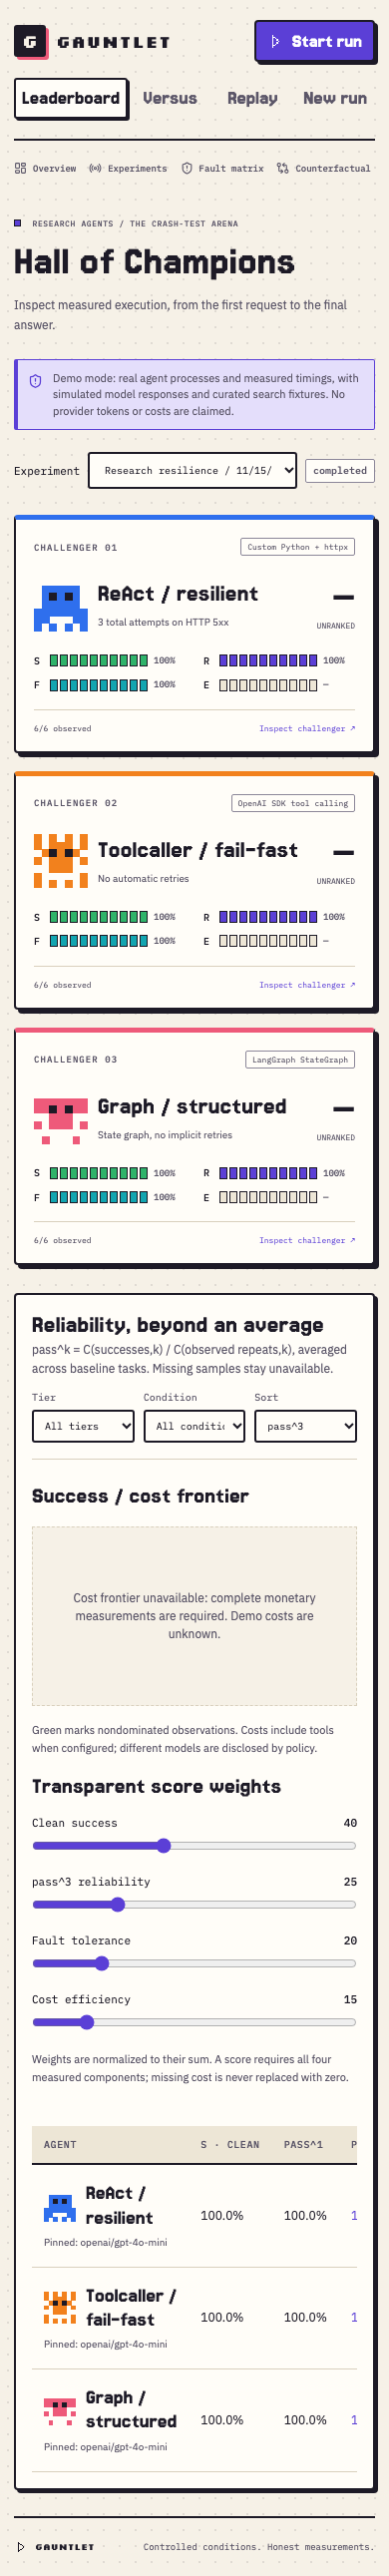 G GAUNTLET
Start run
Leaderboard Versus Replay New run
Overview Experiments Fault matrix Counterfactual
RESEARCH AGENTS / THE CRASH-TEST ARENA
Hall of Champions
Inspect measured execution, from the first request to the final
answer.
Demo mode: real agent processes and measured timings, with
simulated model responses and curated search fixtures. No
provider tokens or costs are claimed.
Experiment Research resilience / 11/15/ completed
CHALLENGER 01 Custom Python + httpx
ReAct / resilient —
3 total attempts on HTTP 5xx UNRANKED
S 100% R 100%
F 100% E —
6/6 observed Inspect challenger ↗
CHALLENGER 02 OpenAI SDK tool calling
Toolcaller / fail-fast —
No automatic retries UNRANKED
S 100% R 100%
F 100% E —
6/6 observed Inspect challenger ↗
CHALLENGER 03 LangGraph StateGraph
Graph / structured —
State graph, no implicit retries UNRANKED
S 100% R 100%
F 100% E —
6/6 observed Inspect challenger ↗
Reliability, beyond an average
pass^k = C(successes,k) / C(observed repeats,k), averaged
across baseline tasks. Missing samples stay unavailable.
Tier Condition Sort
All tiers All conditic pass^3
Success / cost frontier
Cost frontier unavailable: complete monetary
measurements are required. Demo costs are
unknown.
Green marks nondominated observations. Costs include tools
when configured; different models are disclosed by policy.
Transparent score weights
Clean success 40
pass^3 reliability 25
Fault tolerance 20
Cost efficiency 15
Weights are normalized to their sum. A score requires all four
measured components; missing cost is never replaced with zero.
AGENT S · CLEAN PASS^1 P
ReAct /
resilient 100.0% 100.0% 1
Pinned: openai/gpt-4o-mini
Toolcaller /
fail-fast 100.0% 100.0% 1
Pinned: openai/gpt-4o-mini
Graph /
structured 100.0% 100.0% 1
Pinned: openai/gpt-4o-mini
GAUNTLET Controlled conditions. Honest measurements.